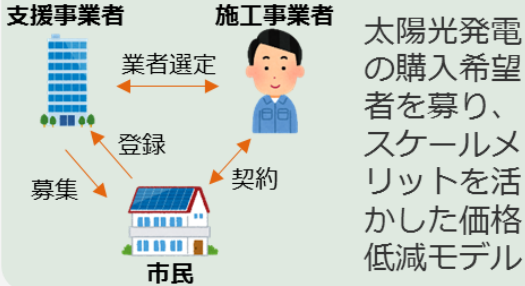 支援事業者
施工事業者
業者選定
登録
募集
契約
市民
太陽光発電
の購入希望
者を募り、
スケールメ
リットを活
かした価格
低減モデル